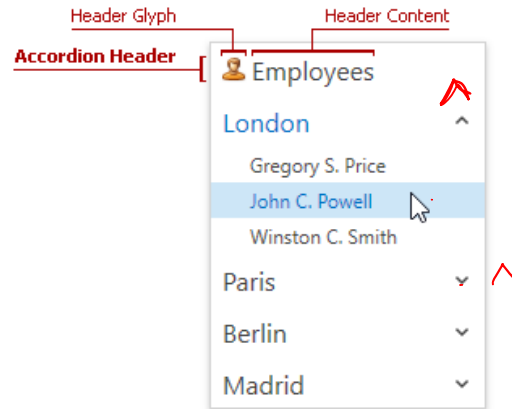 Header Glyph
Header Content
Accordion Header
Employees
London
Gregory S. Price
John C. Powell
Winston C. Smith
Paris
Berlin
Madrid